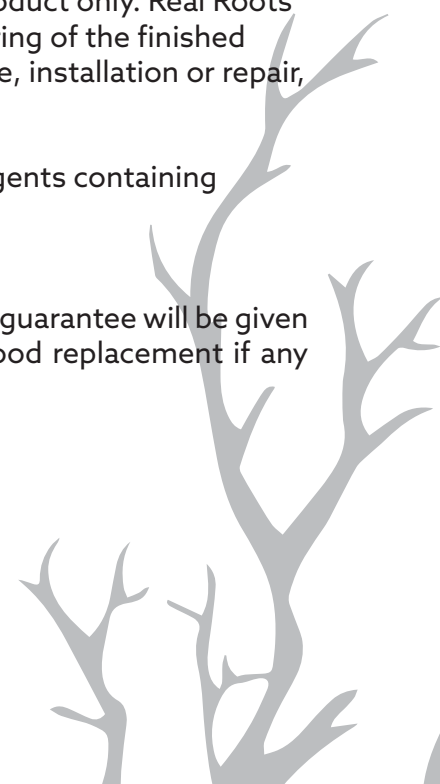 oduct only. Real Roots
ring of the finished
e, installation or repair,
gents containing
guarantee will be given
ood replacement if any